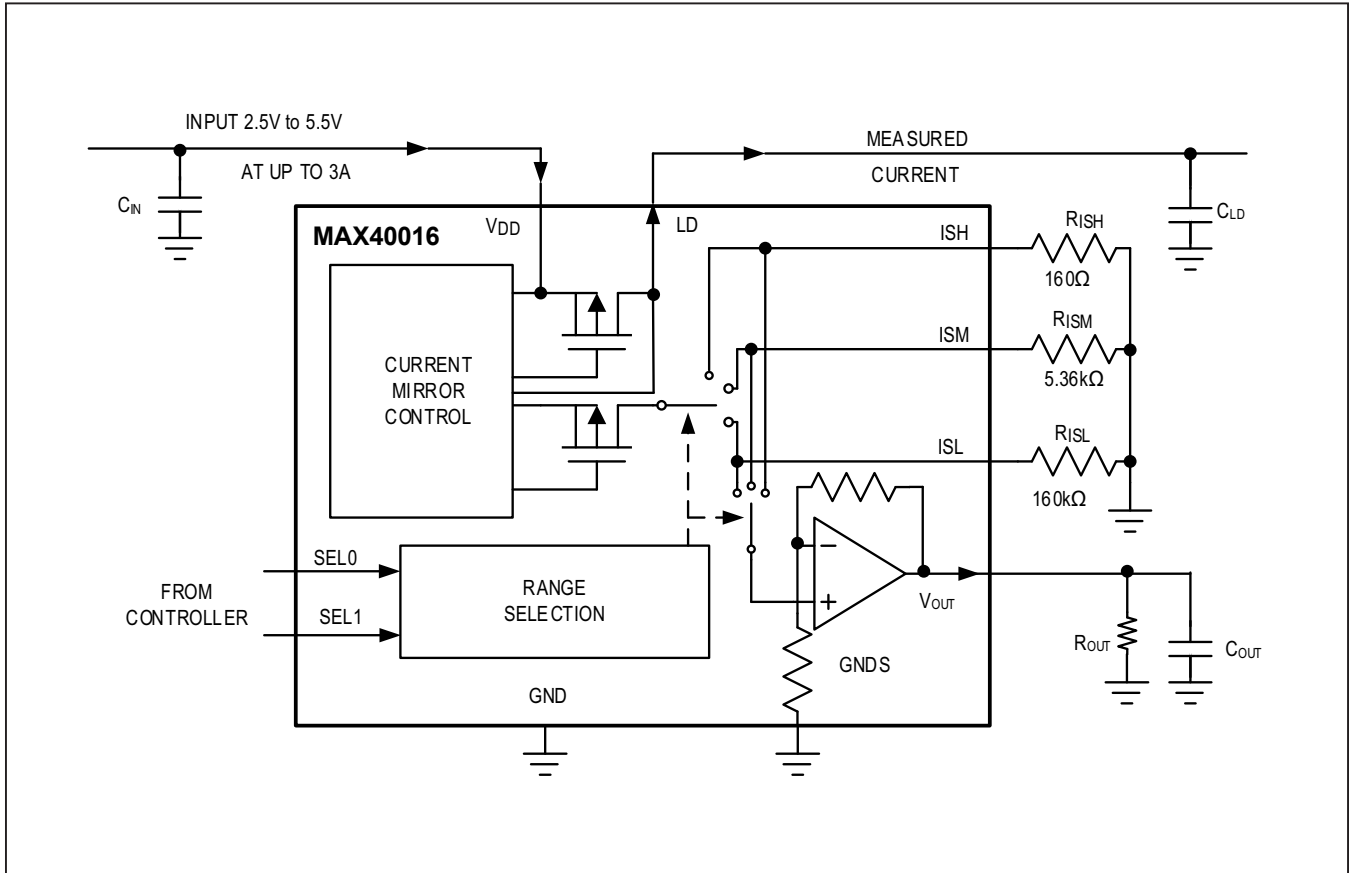 INPUT 2.5V to 5.5V
AT UP TO 3A
MEASURED
CURRENT
CIN
CLD
MAX40016
VDD
LD
ISH
RISH
160Ω
ISM
RISM
5.36kΩ
CURRENT
MIRROR
CONTROL
ISL
RISL
160kΩ
SEL0
SEL1
FROM
CONTROLLER
RANGE
SELECTION
−
+
VOUT
GNDS
GND
ROUT
COUT